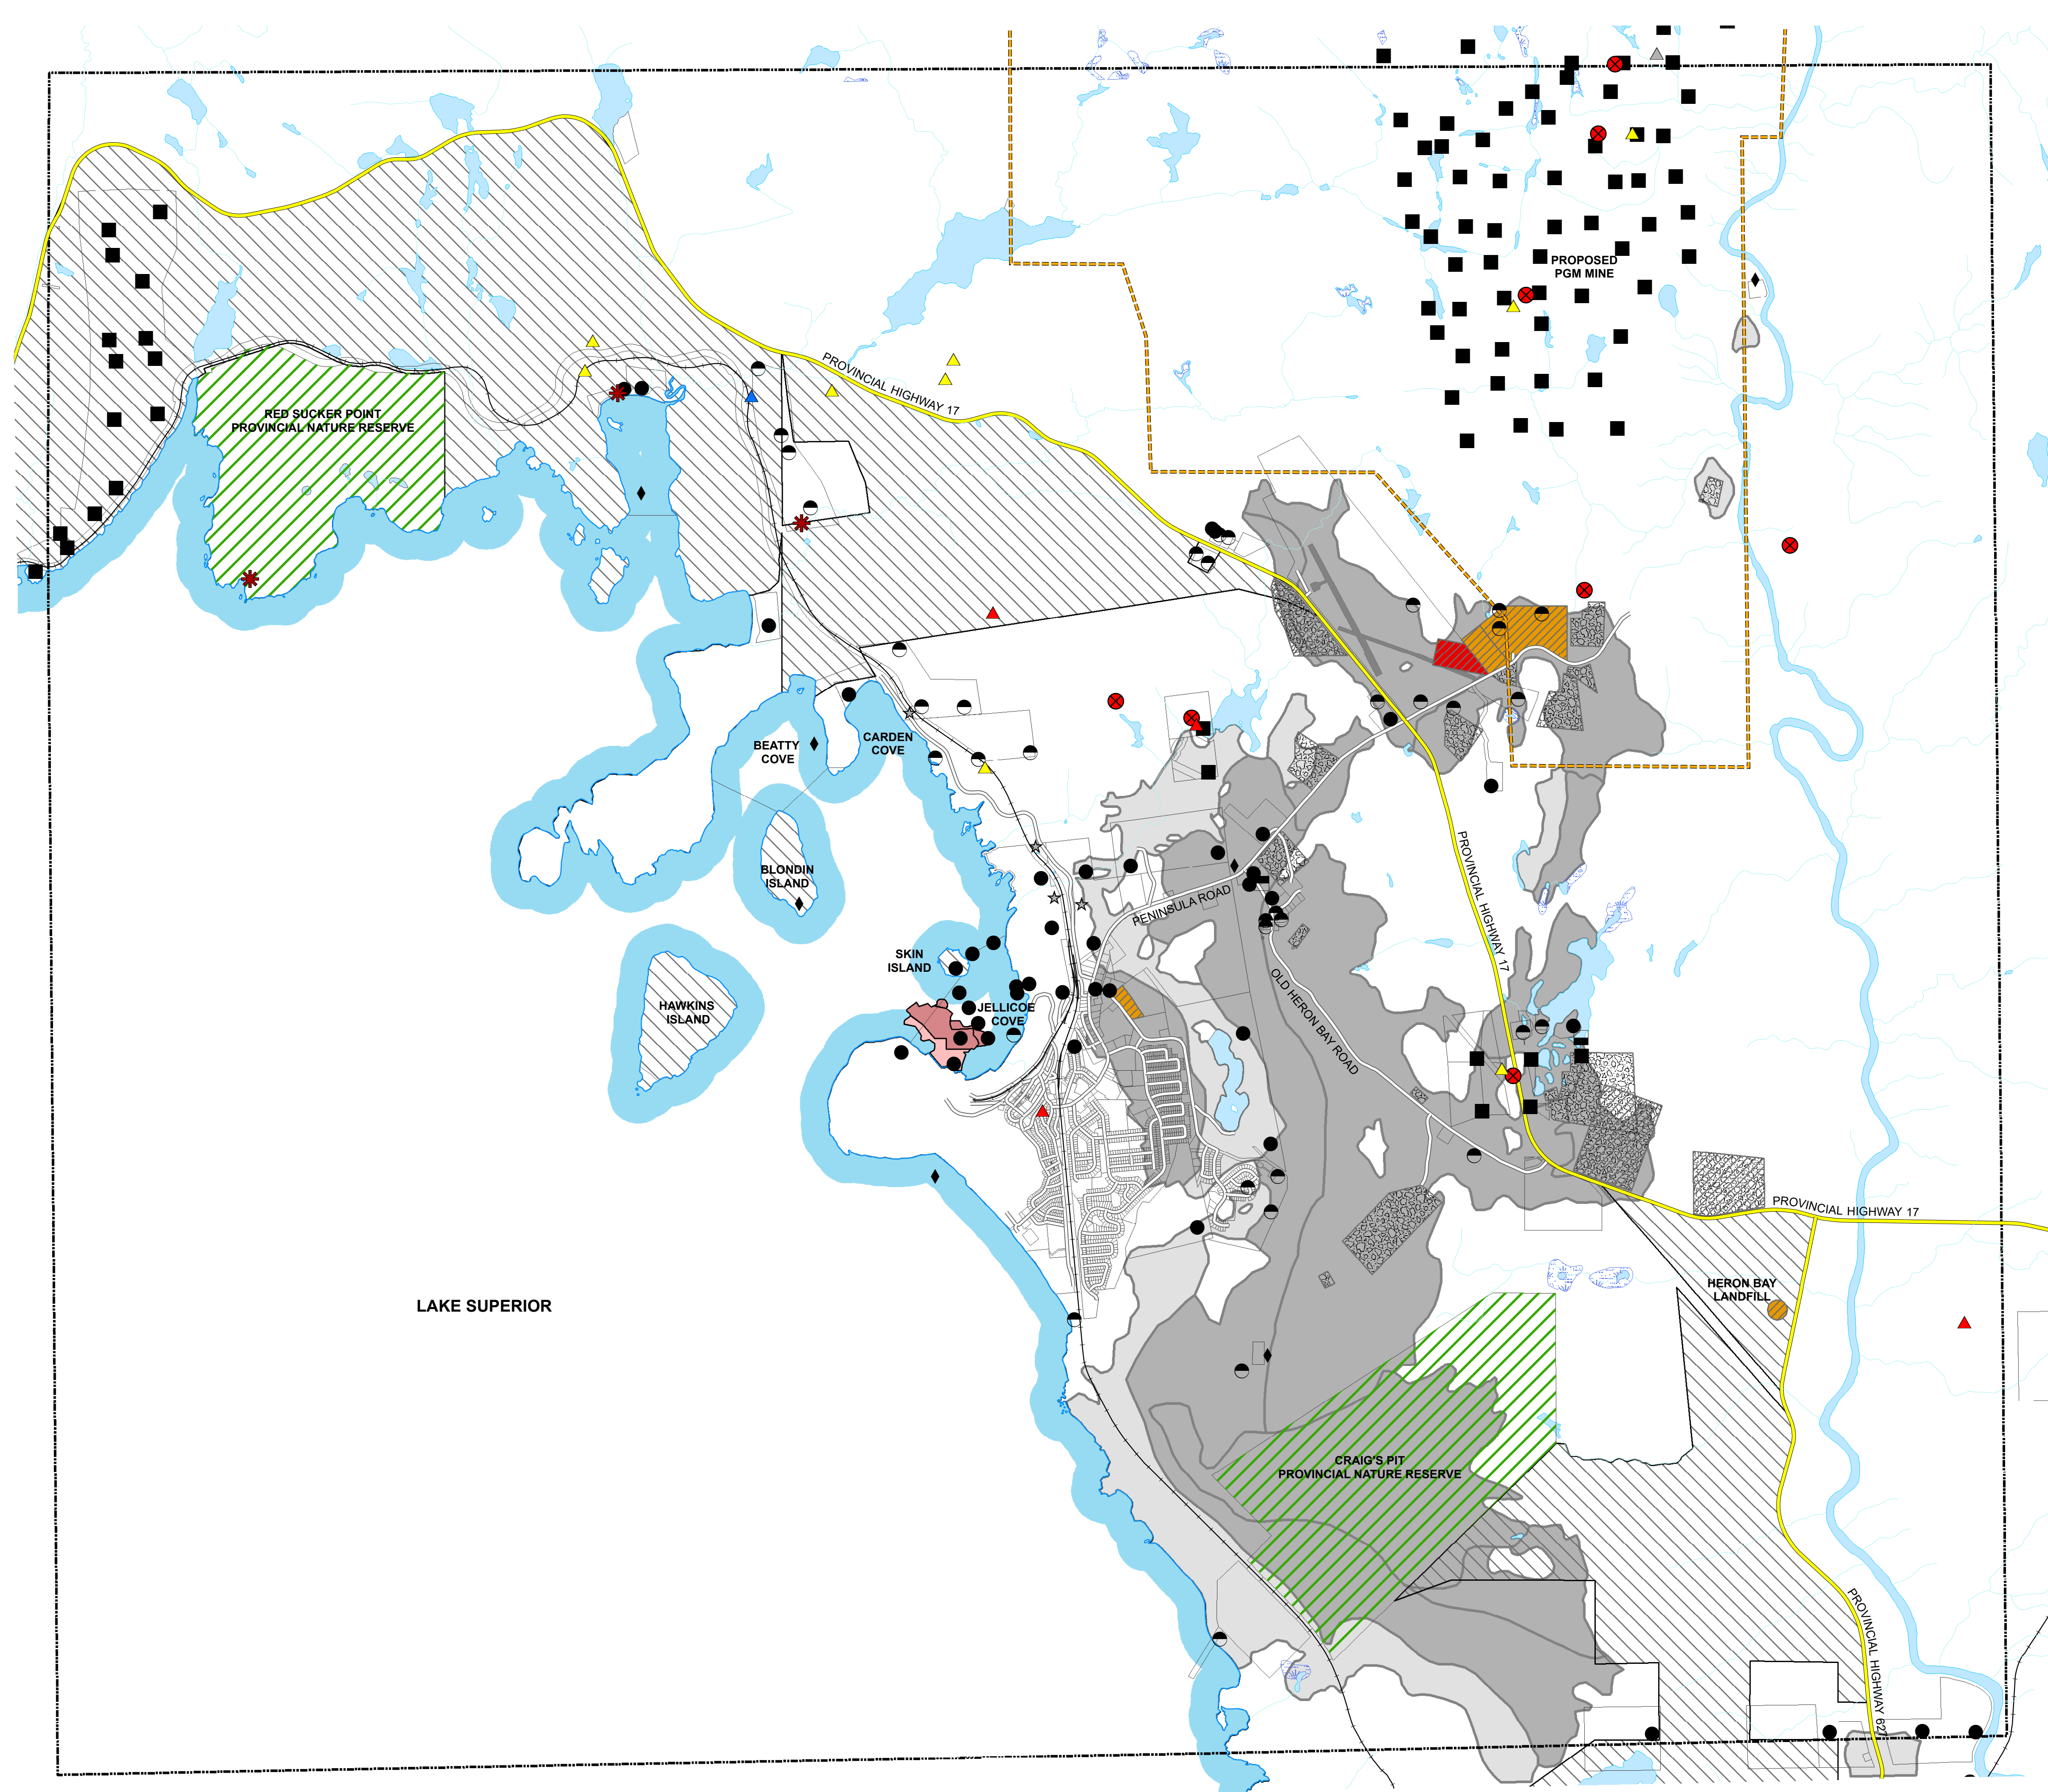 PROPOSED
PGM MINE
PROVINCIAL HIGHWAY 17
RED SUCKER POINT
PROVINCIAL NATURE RESERVE
BEATTY
COVE
CARDEN
COVE
PROVINCIAL HIGHWAY 17
BLONDIN
ISLAND
PENINSULA ROAD
SKIN
ISLAND
HAWKINS
ISLAND
JELLICOE
COVE
OLD HERON BAY ROAD
PROVINCIAL HIGHWAY 17
HERON BAY
LANDFILL
LAKE SUPERIOR
CRAIG'S PIT
PROVINCIAL NATURE RESERVE
PROVINCIAL HIGHWAY 627